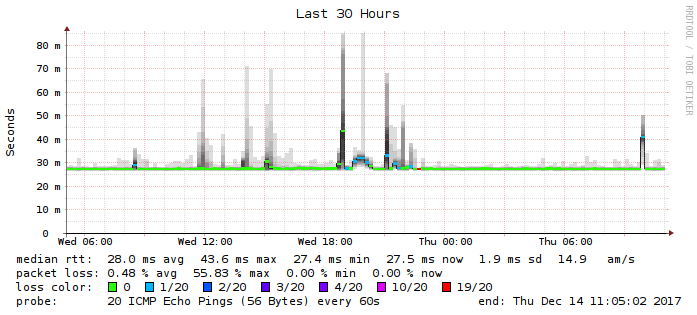 Last 30 Hours
RRDTOOL / TOBI OETIKER
Seconds
80 m
70 m
60 m
50 m
40 m
30 m
20 m
10 m
0
Wed 06:00 Wed 12:00 Wed 18:00 Thu 00:00 Thu 06:00
median rtt: 28.0 ms avg 43.6 ms max 27.4 ms min 27.5 ms now 1.9 ms sd 14.9 am/s
packet loss: 0.48 % avg 55.83 % max 0.00 % min 0.00 % now
loss color: 0 1/20 2/20 3/20 4/20 10/20 19/20
probe: 20 ICMP Echo Pings (56 Bytes) every 60s end: Thu Dec 14 11:05:02 2017